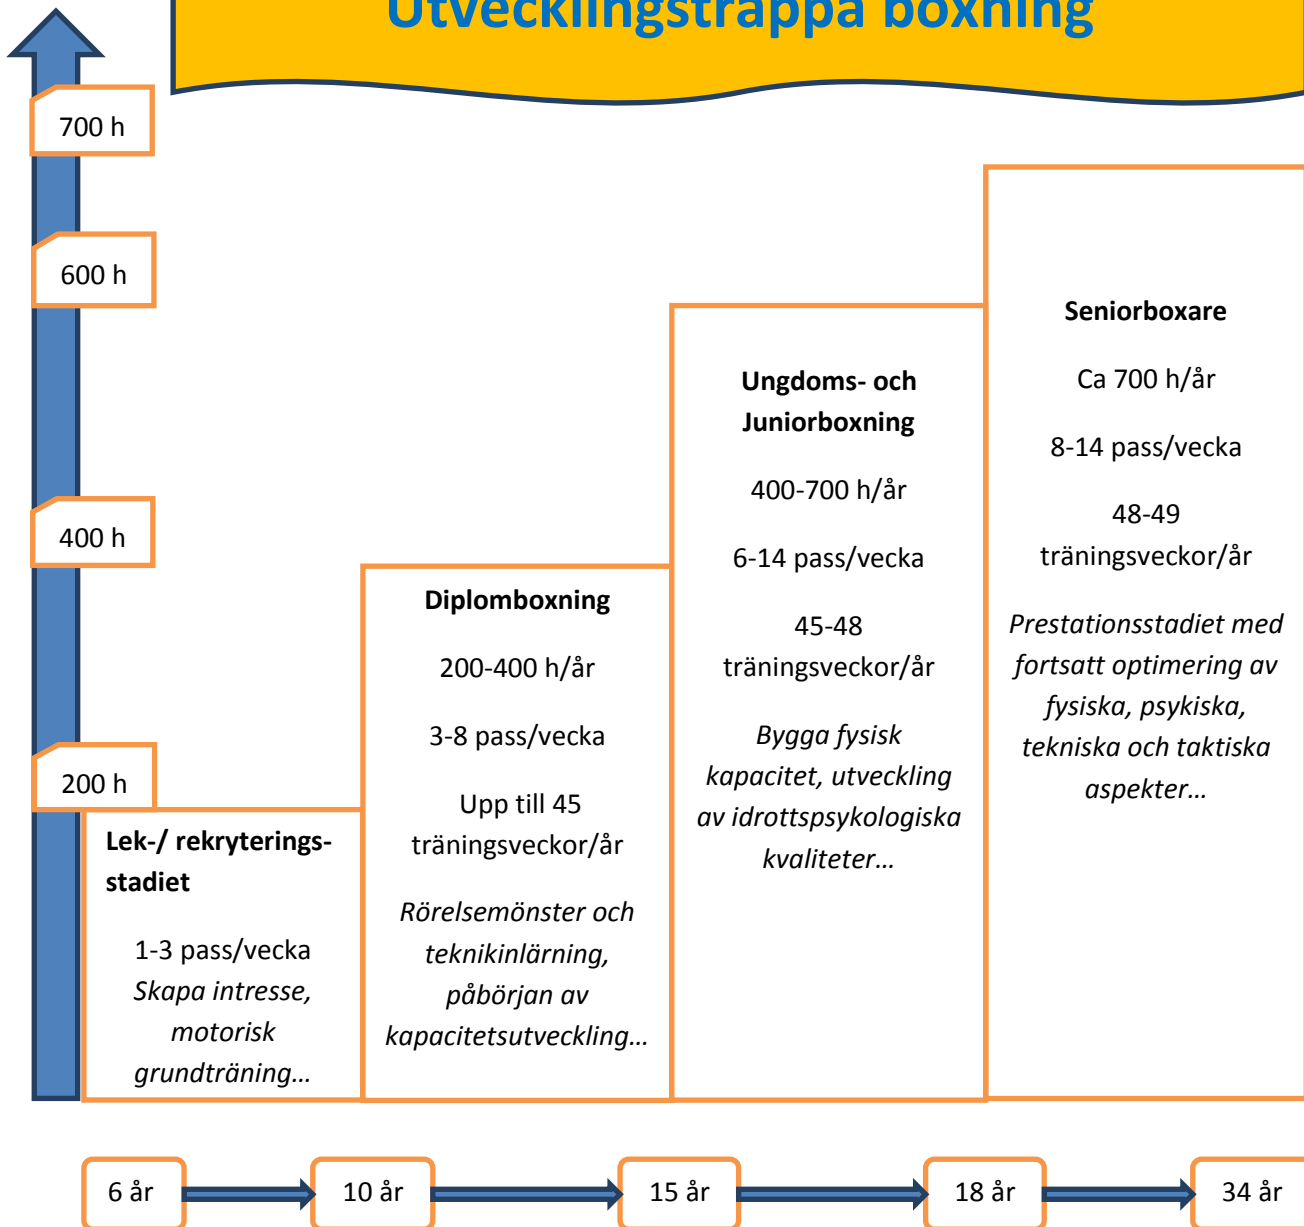 Utvecklingstrappa boxning
700 h
600 h
400 h
200 h
Lek-/ rekryterings-
stadiet
1-3 pass/vecka
Skapa intresse,
motorisk
grundträning…
Diplomboxning
200-400 h/år
3-8 pass/vecka
Upp till 45
träningsveckor/år
Rörelsemönster och
teknikinlärning,
påbörjan av
kapacitetsutveckling…
Ungdoms- och
Juniorboxning
400-700 h/år
6-14 pass/vecka
45-48
träningsveckor/år
Bygga fysisk
kapacitet, utveckling
av idrottspsykologiska
kvaliteter…
Seniorboxare
Ca 700 h/år
8-14 pass/vecka
48-49
träningsveckor/år
Prestationsstadiet med
fortsatt optimering av
fysiska, psykiska,
tekniska och taktiska
aspekter…
6 år
10 år
15 år
18 år
34 år